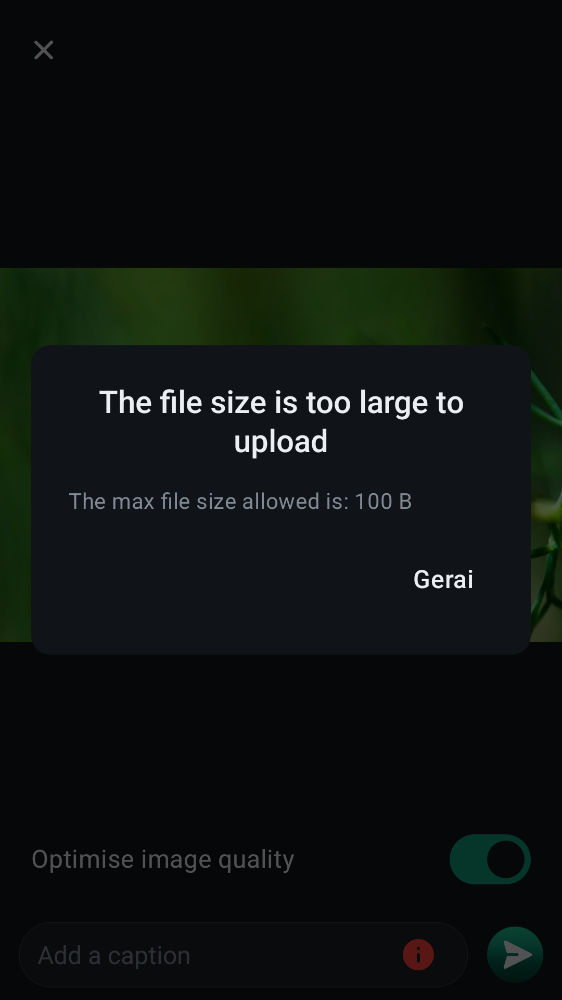 The file size is too large to
upload
The max file size allowed is: 100 B
Gerai
Optimise image quality
Add a caption